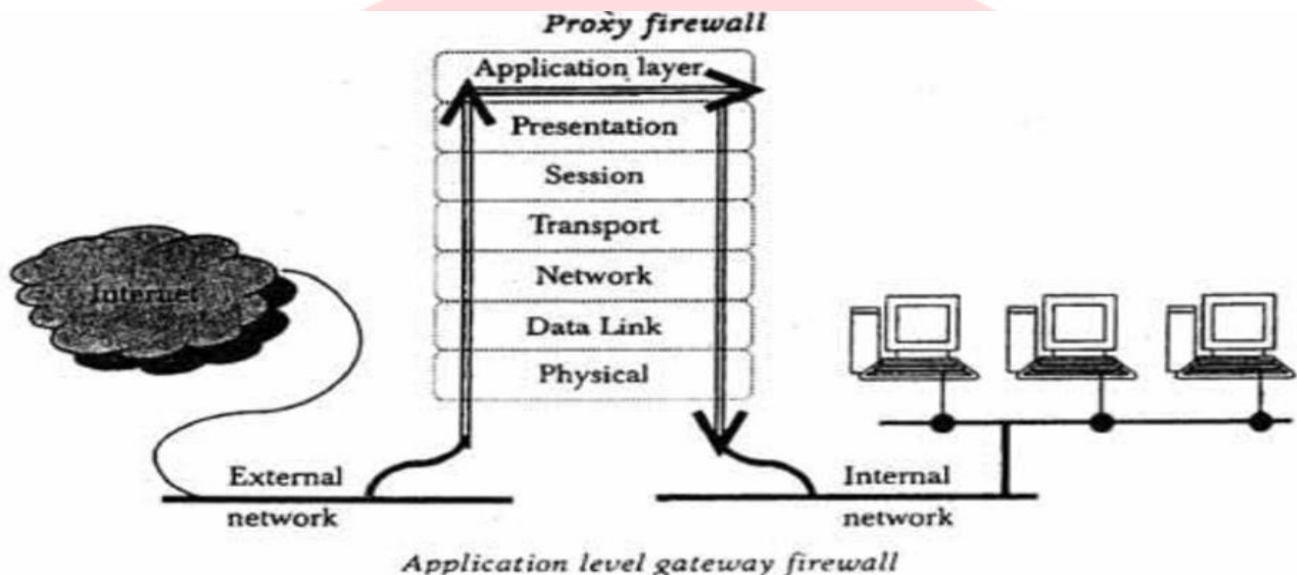 Proxy firewall
Application layer
Presentation
Session
Transport
Network
Data Link
Physical
Internet
External
network
Internal
network
Application level gateway firewall